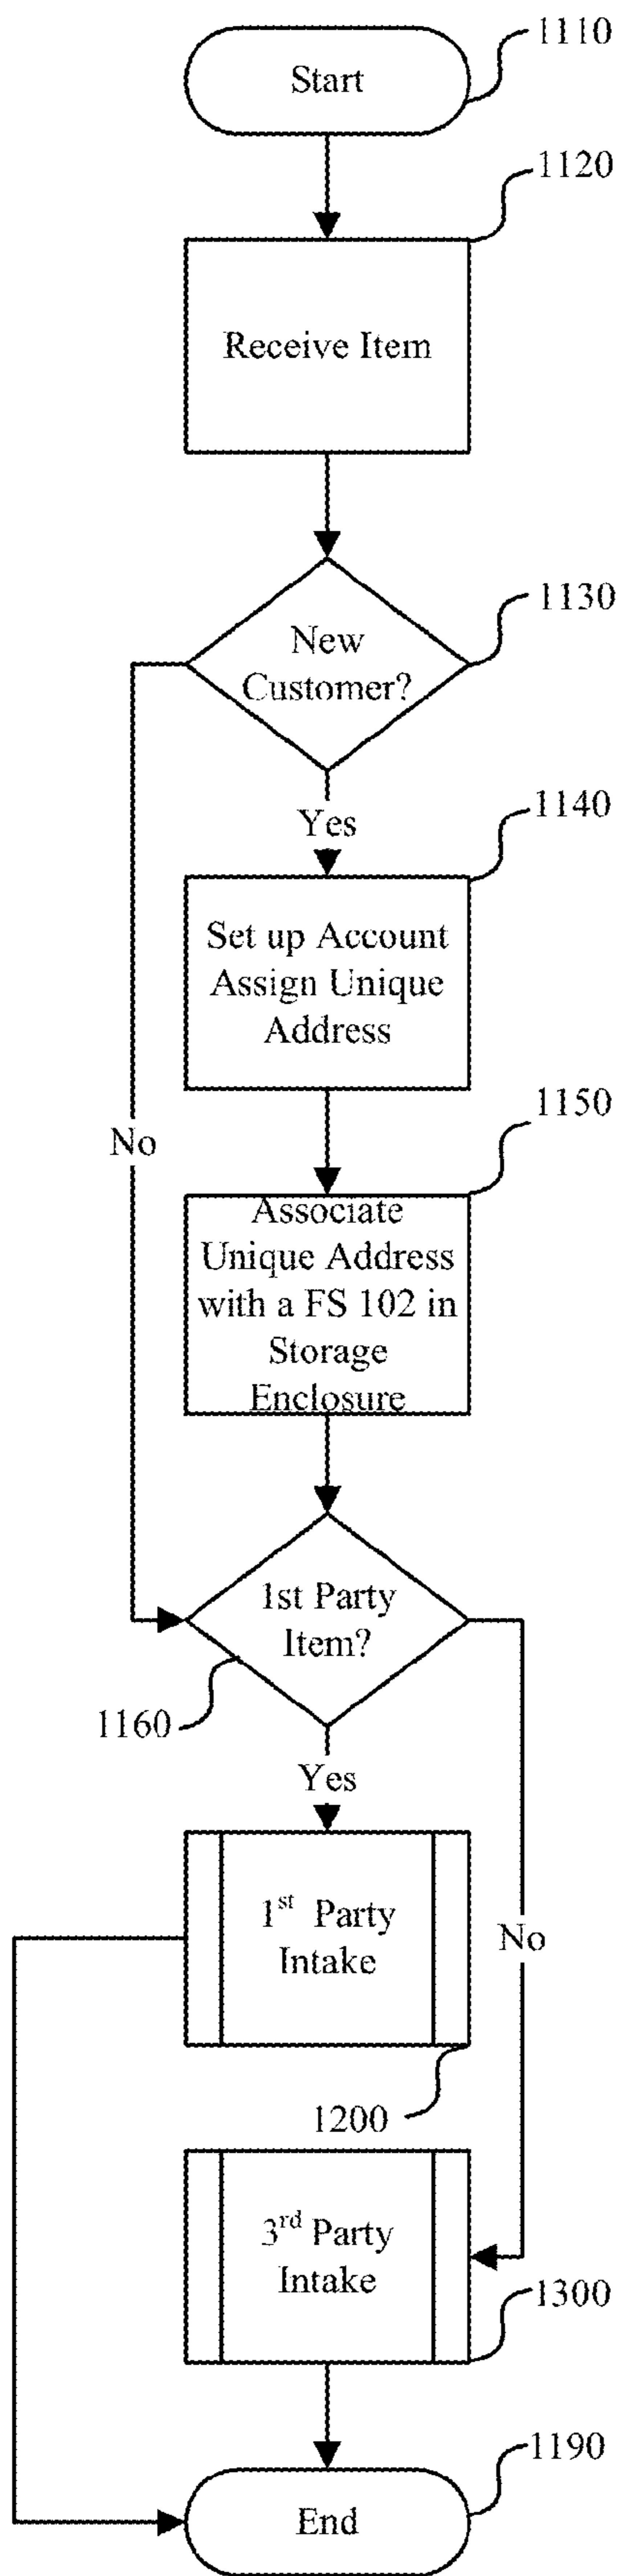 1110
Start
1120
Receive Item
1130
New
Customer?
Yes
1140
Set up Account
Assign Unique
Address
1150
No
Associate
Unique Address
with a FS 102 in
Storage
Enclosure
1st Party
Item?
1160
Yes
1st Party
Intake
No
1200
3rd Party
Intake
1300
1190
End